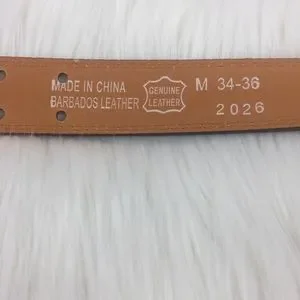 MADE IN CHINA
BARBADOS LEATHER
GENUINE
LEATHER
M 34-36
2026